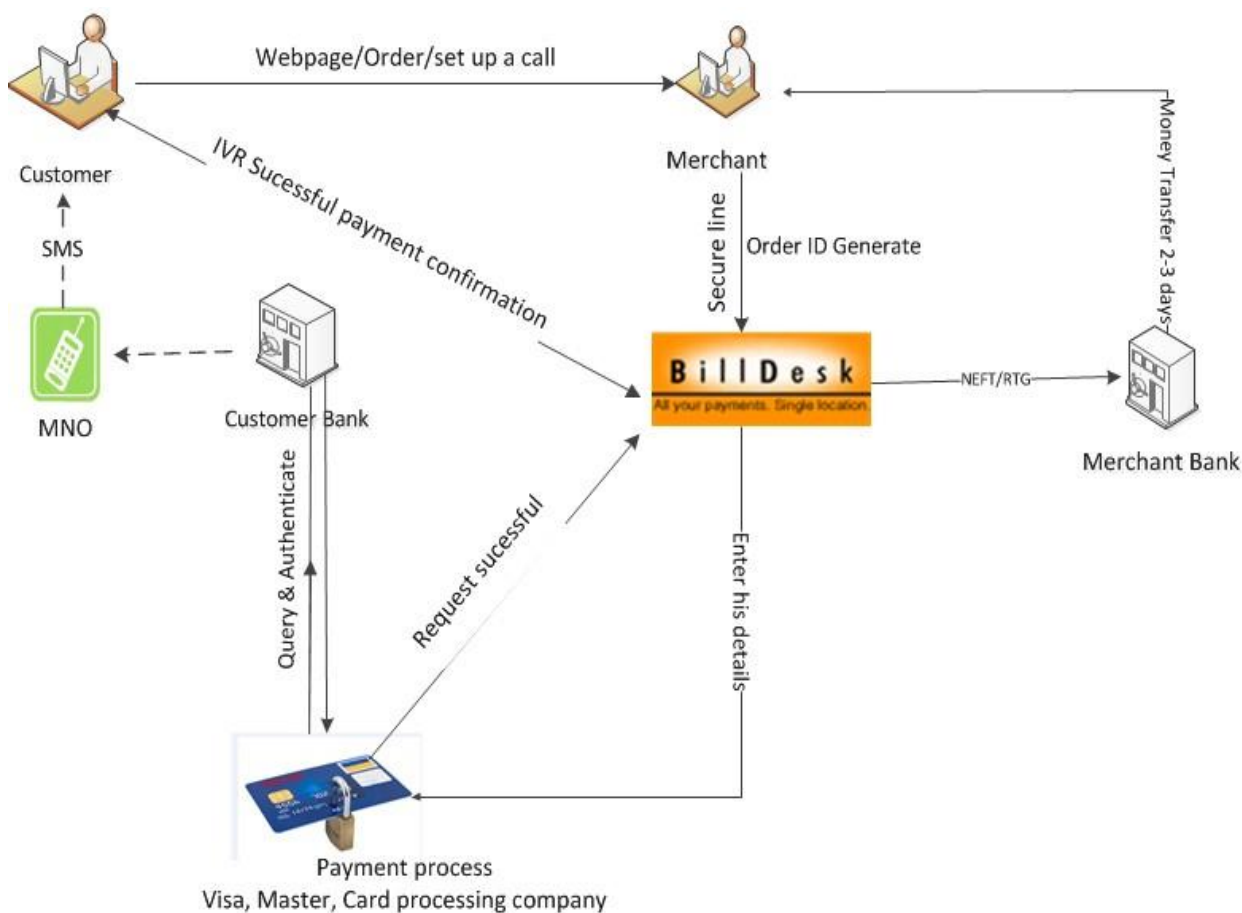 Webpage/Order/set up a call
Customer
Merchant
IVR Sucessful payment confirmation
Money Transfer 2-3 days
SMS
Secure line
Order ID Generate
BillDesk
All your payments. Single location.
NEFT/RTG
MNO
Customer Bank
Merchant Bank
Query & Authenticate
Request sucessful
Enter his details
Payment process
Visa, Master, Card processing company